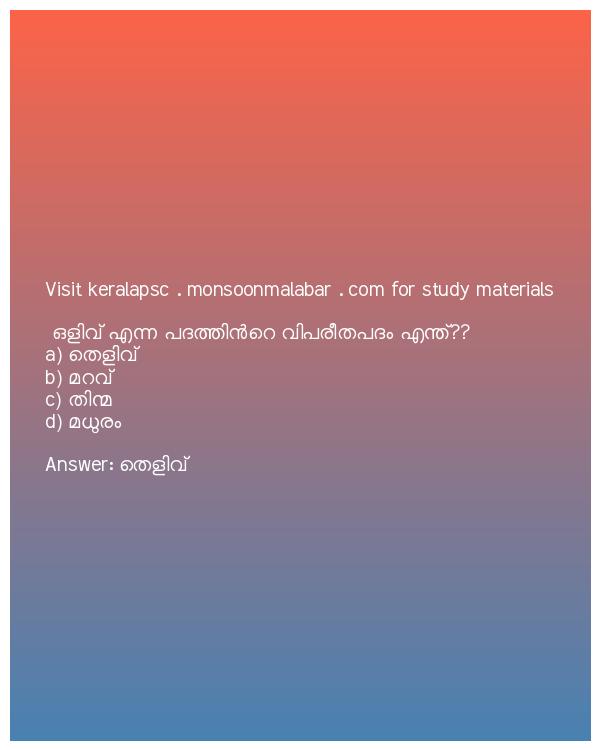 Visit keralapsc . monsoonmalabar . com for study materials
ഒളിവ് എന്ന പദത്തിൻറെ വിപരീതപദം എന്ത്??
a) തെളിവ്
b) മറവ്
c) തിന്മ
d) മധുരം
Answer: തെളിവ്